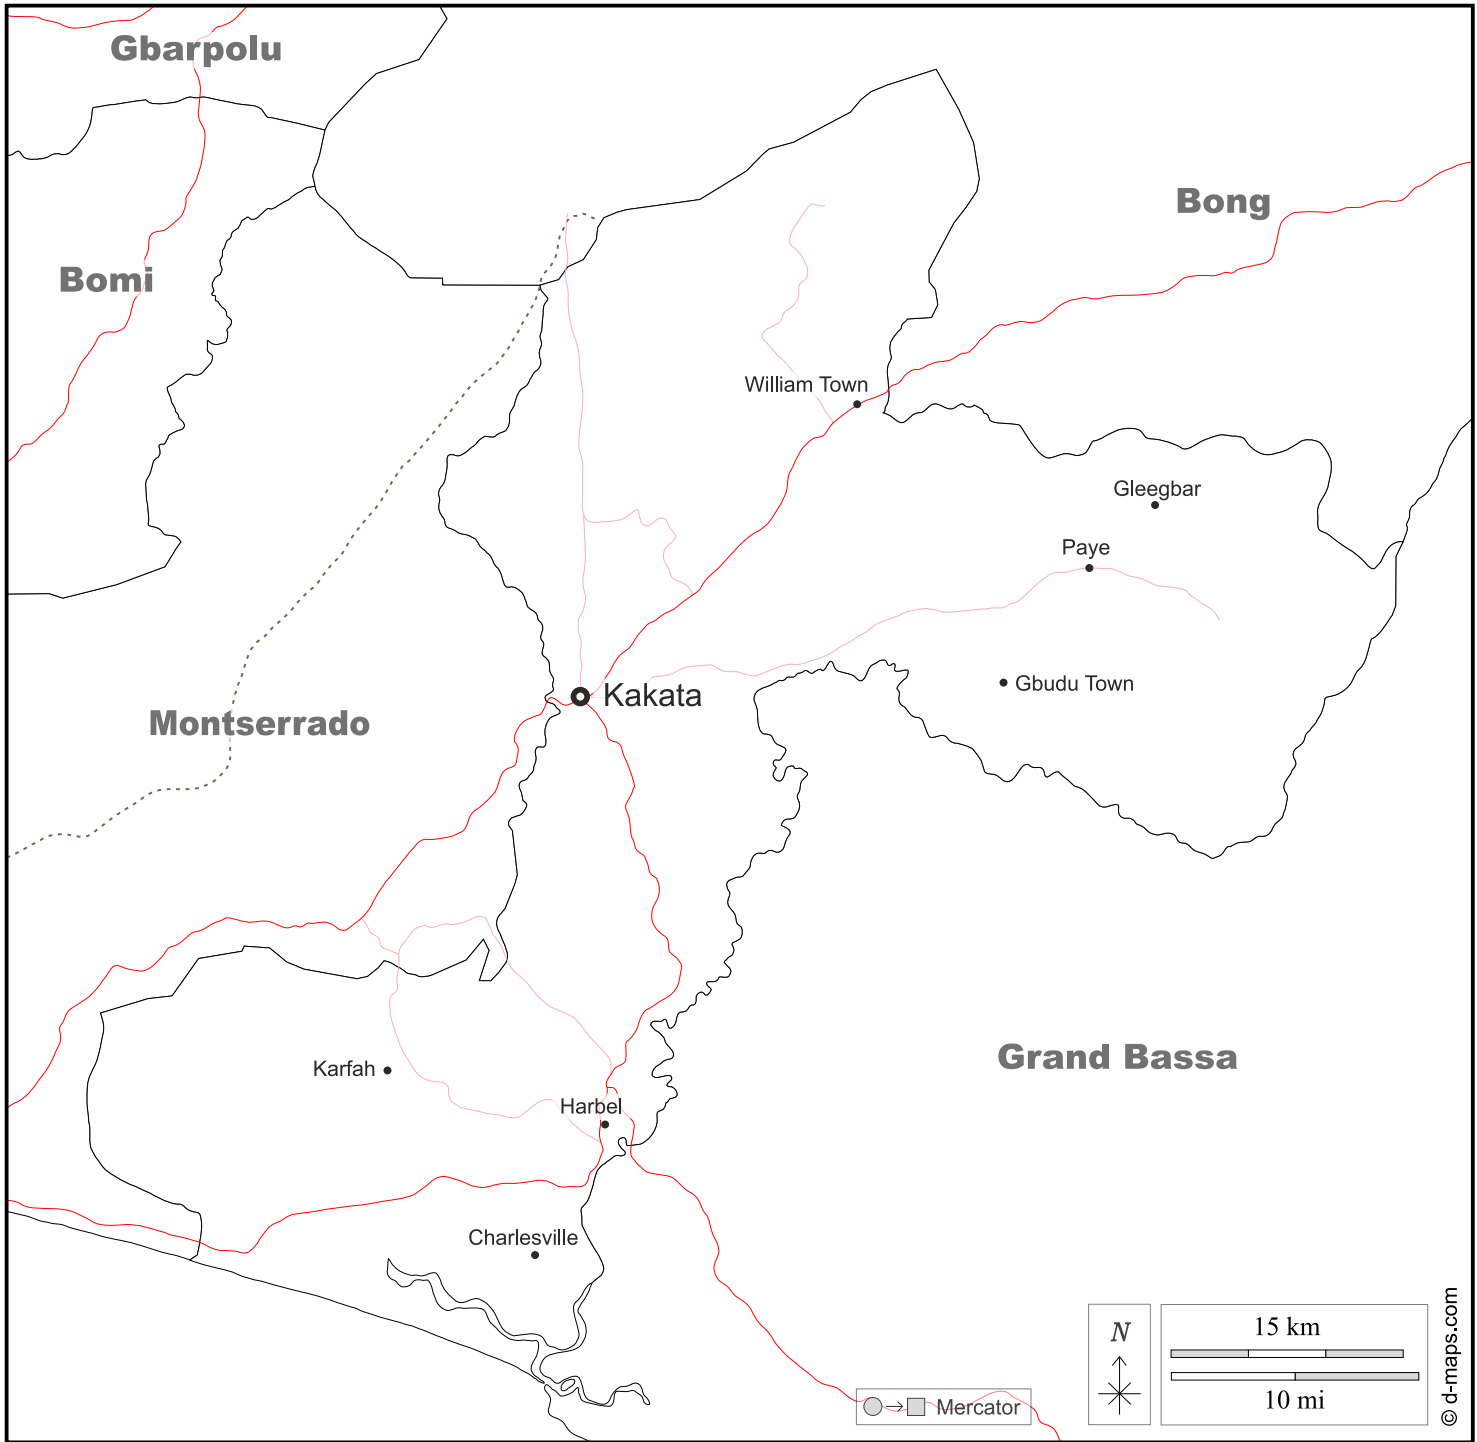 Gbarpolu
Bong
Bomi
William Town
Gleegbar
Paye
Gbudu Town
Kakata
Montserrado
Grand Bassa
Karfah
Harbel
Charlesville
N
15 km
10 mi
Mercator
© d-maps.com